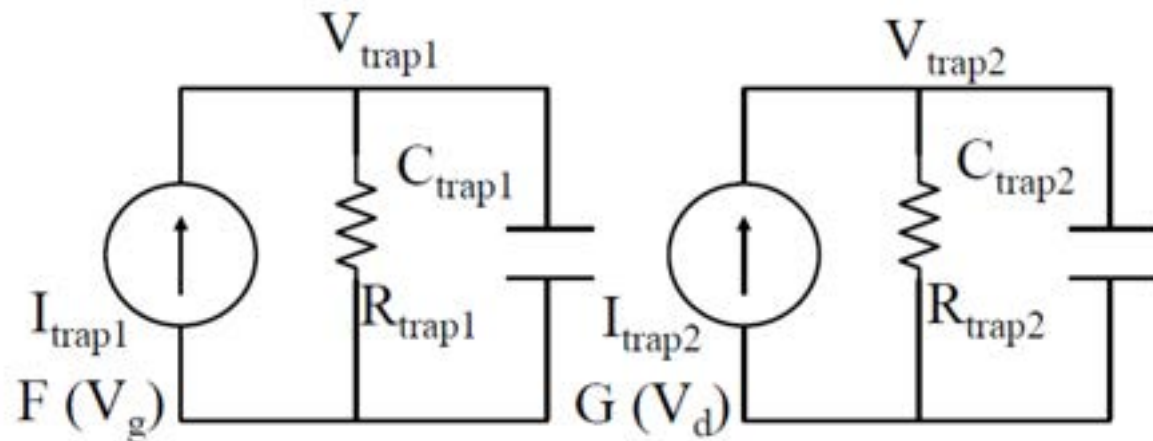 V_trap1
V_trap2
C_trap1
C_trap2
R_trap1
R_trap2
I_trap1
I_trap2
F (V_g)
G (V_d)